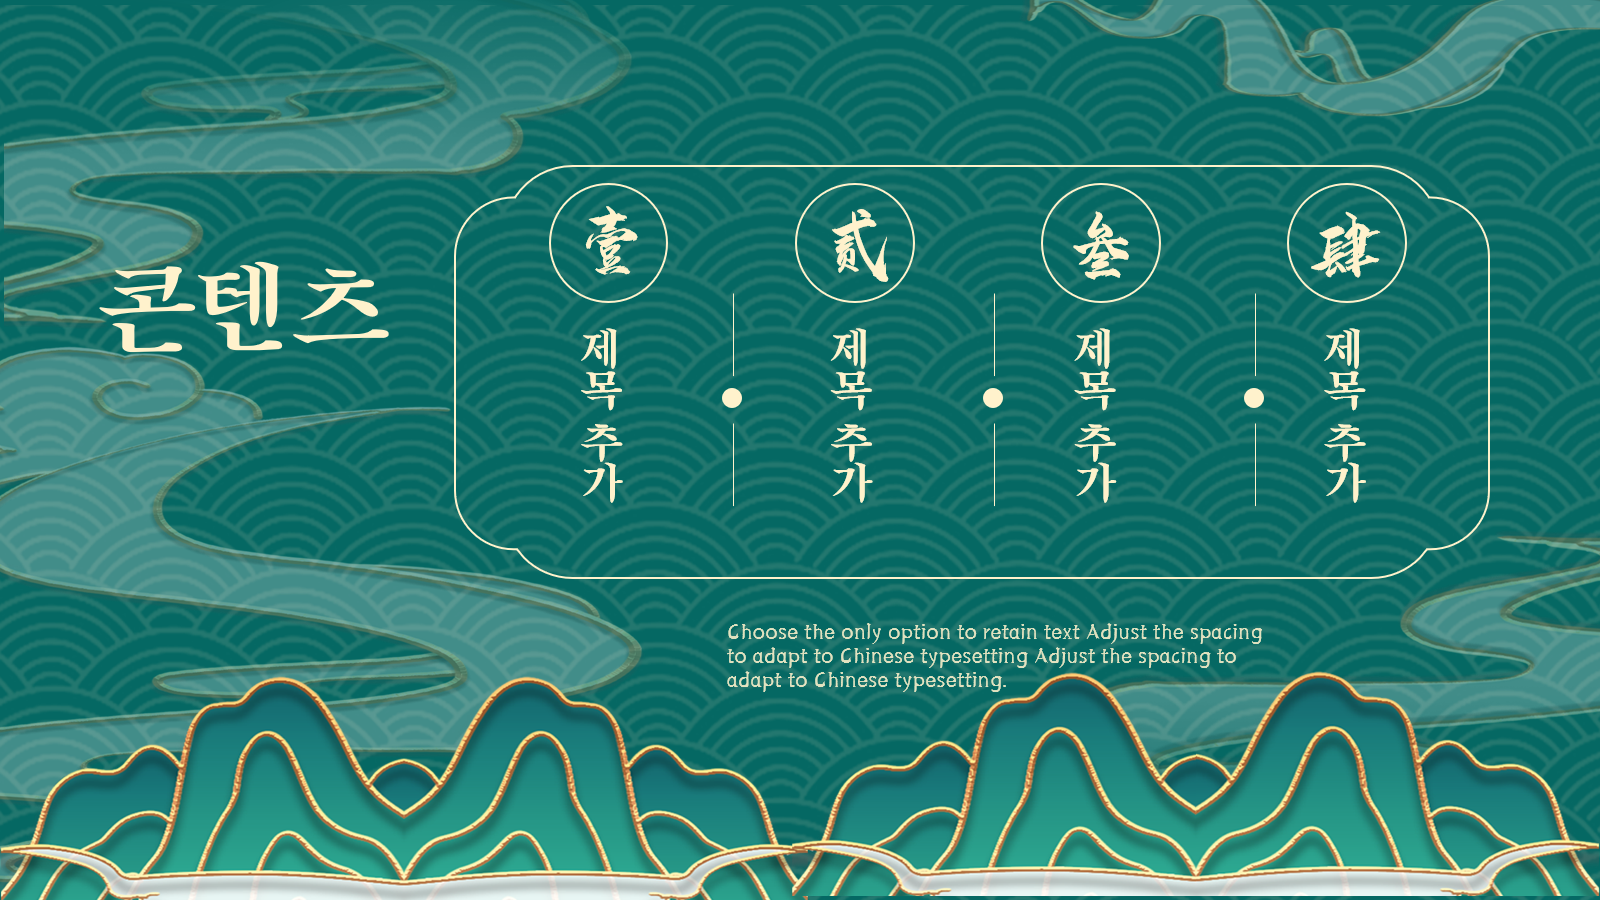 콘텐츠
壹
제목 추가
贰
제목 추가
叁
제목 추가
肆
제목 추가
Choose the only option to retain text Adjust the spacing
to adapt to Chinese typesetting Adjust the spacing to
adapt to Chinese typesetting.